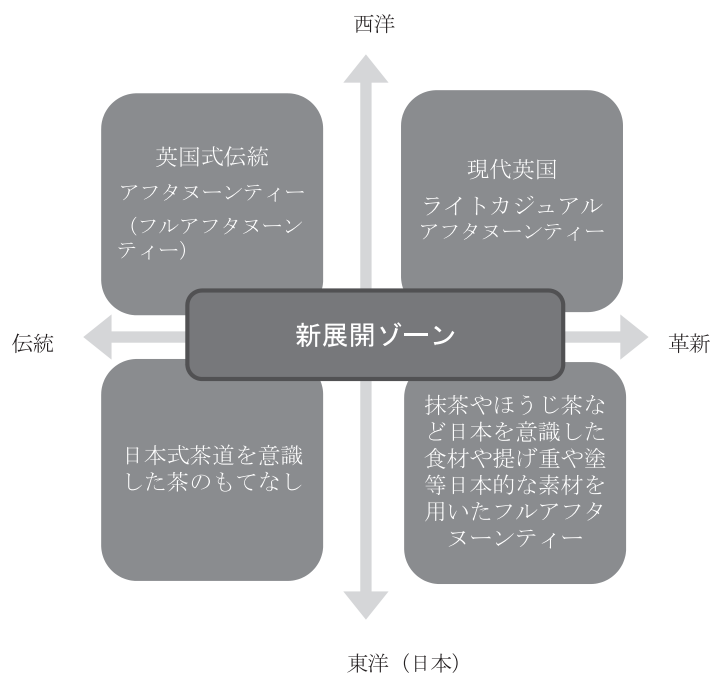 西洋
英国式伝統
アフタヌーンティー
（フルアフタヌーン
ティー）
現代英国
ライトカジュアル
アフタヌーンティー
伝統
新展開ゾーン
革新
日本式茶道を意識
した茶のもてなし
抹茶やほうじ茶な
ど日本を意識した
食材や提げ重や塗
等日本的な素材を
用いたフルアフタ
ヌーンティー
東洋（日本）